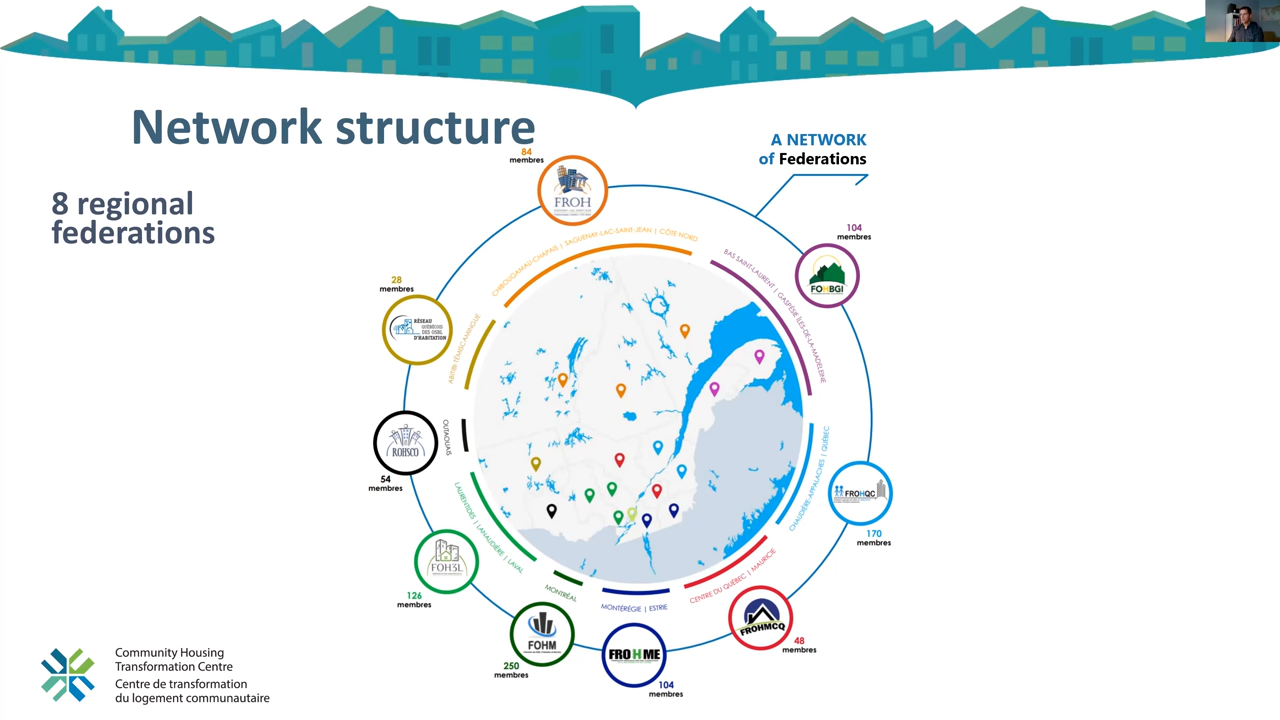 Network structure
8 regional
federations
A NETWORK
of Federations
84
membres
FROH
CHIBOUGAMAU-CHAPAIS | SAGUENAY-LAC-SAINT-JEAN | CÔTE NORD
104
membres
FOHBGI
BAS SAINT-LAURENT | GASPÉSIE ÎLES-DE-LA-MADELEINE
28
membres
RÉSEAU
QUÉBÉCOIS
DES OSBL
D'HABITATION
ABITIBI-TÉMISCAMINGUE
ROHSCO
OUTAOUAIS
54
membres
FROHQC
CHAUDIÈRE-APPALACHES | QUÉBEC
170
membres
FOH3L
LAURENTIDES | LANAUDIÈRE | LAVAL
126
membres
FOHM
MONTRÉAL
250
membres
FROHME
MONTÉRÉGIE | ESTRIE
104
membres
FROHMCQ
CENTRE DU QUÉBEC | MAURICIE
48
membres
Community Housing
Transformation Centre
Centre de transformation
du logement communautaire